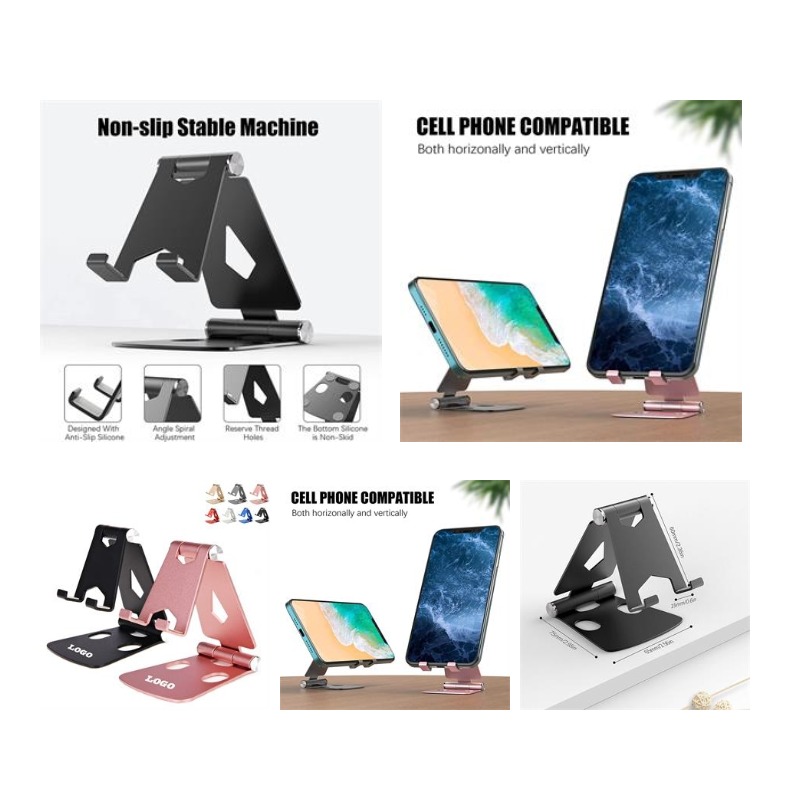 Non-slip Stable Machine
CELL PHONE COMPATIBLE
Both horizonally and vertically
Designed With
Anti-Slip Silicone
Angle Spiral
Adjustment
Reserve Thread
Holes
The Bottom Silicone
is Non-Skid
LOGO
LOGO
CELL PHONE COMPATIBLE
Both horizonally and vertically